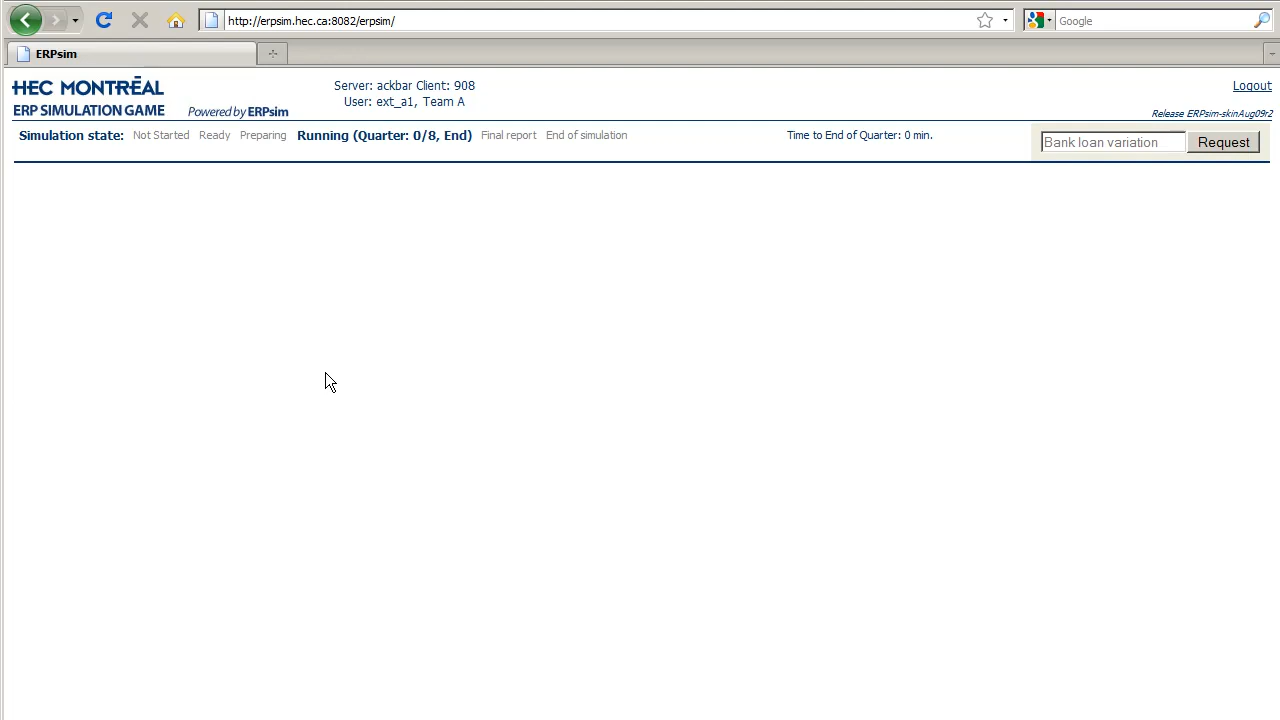 http://erpsim.hec.ca:8082/erpsim/
Google
ERPsim
HEC MONTRĒAL
ERP SIMULATION GAME
Powered by ERPsim
Server: ackbar Client: 908
User: ext_a1, Team A
Logout
Release ERPsim-skinAug09r2
Simulation state: Not Started Ready Preparing Running (Quarter: 0/8, End) Final report End of simulation
Time to End of Quarter: 0 min.
Bank loan variation
Request